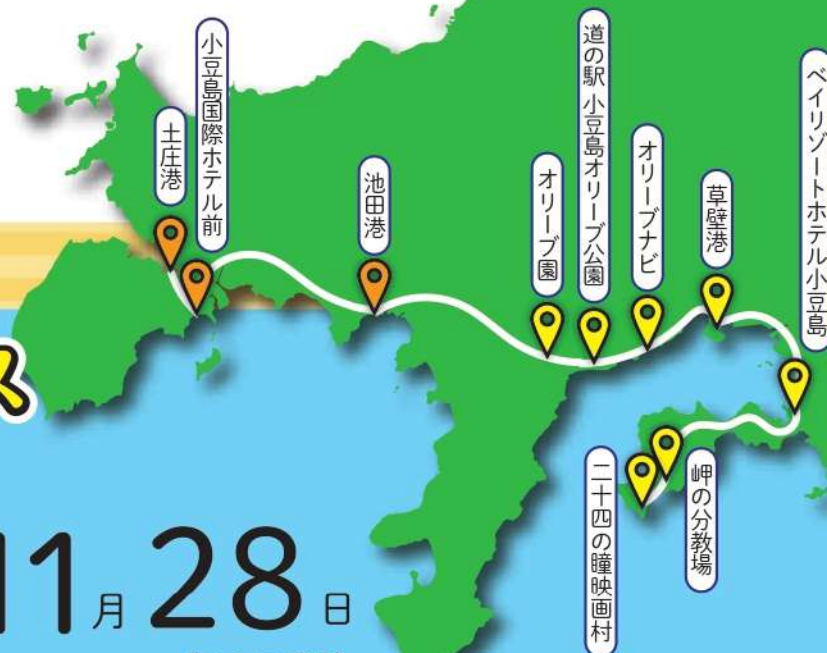 土庄港
小豆島国際ホテル前
池田港
オリーブ園
道の駅 小豆島オリーブ公園
オリーブナビ
草壁港
ベイリゾートホテル小豆島
岬の分教場
二十四の瞳映画村
11月28日